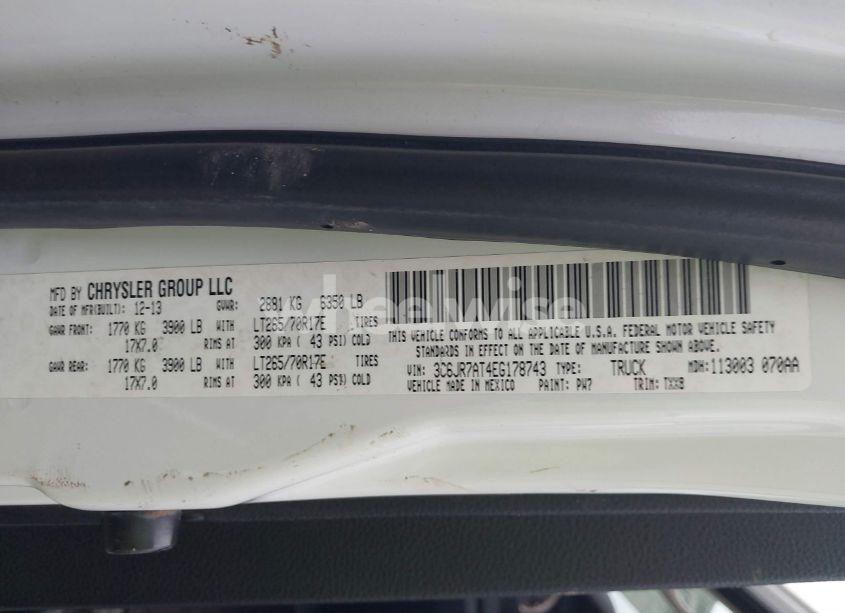 MFD BY CHRYSLER GROUP LLC
DATE OF MFR(BUILT): 12-13 GVWR: 2891 KG 6350 LB
GAWR FRONT: 1770 KG 3900 LB WITH LT265/70R17E TIRES
17X7.0 RIMS AT 300 KPA ( 43 PSI) COLD
GAWR REAR: 1770 KG 3900 LB WITH LT265/70R17E TIRES
17X7.0 RIMS AT 300 KPA ( 43 PSI) COLD
THIS VEHICLE CONFORMS TO ALL APPLICABLE U.S.A. FEDERAL MOTOR VEHICLE SAFETY
STANDARDS IN EFFECT ON THE DATE OF MANUFACTURE SHOWN ABOVE.
VIN: 3C6JR7AT4EG178743 TYPE: TRUCK MDH: 113003 070AA
VEHICLE MADE IN MEXICO PAINT: PW7 TRIM: TXX8